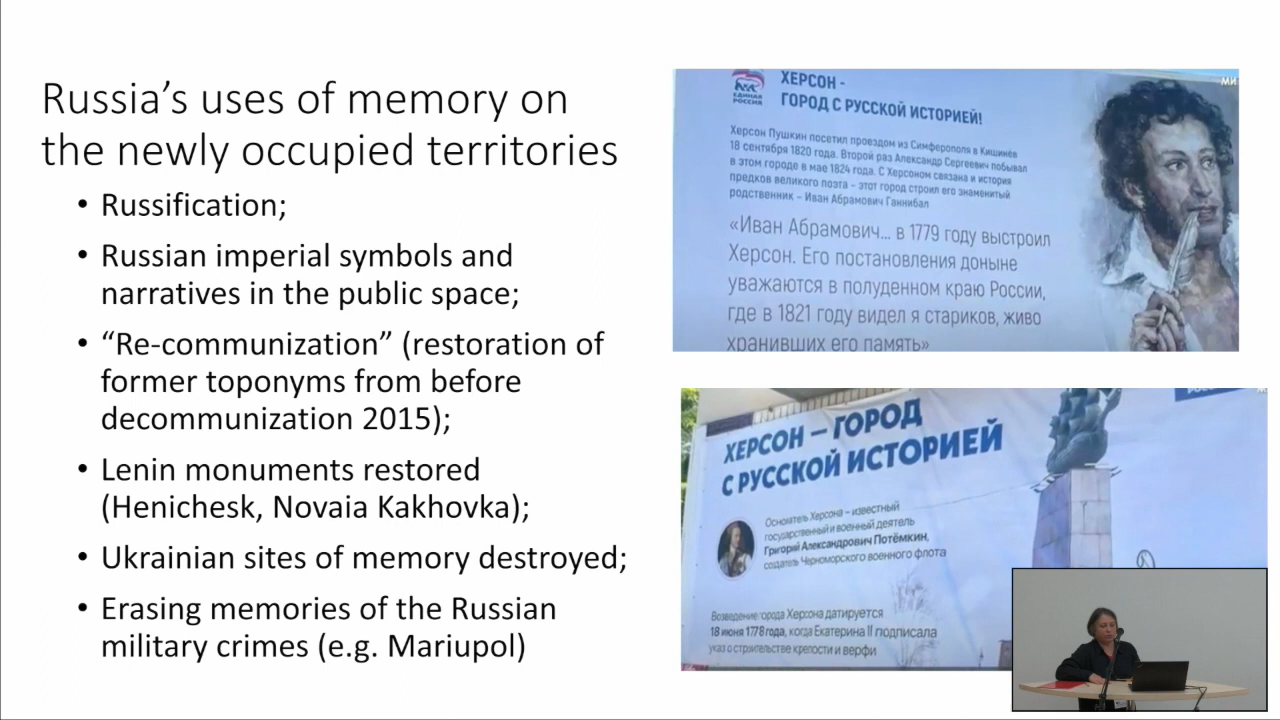 Russia’s uses of memory on
the newly occupied territories
• Russification;
• Russian imperial symbols and
narratives in the public space;
• “Re-communization” (restoration of
former toponyms from before
decommunization 2015);
• Lenin monuments restored
(Henichesk, Novaia Kakhovka);
• Ukrainian sites of memory destroyed;
• Erasing memories of the Russian
military crimes (e.g. Mariupol)
ЕДИНАЯ
РОССИЯ
ХЕРСОН -
ГОРОД С РУССКОЙ ИСТОРИЕЙ!
Херсон Пушкин посетил проездом из Симферополя в Кишинёв
18 сентября 1820 года. Второй раз Александр Сергеевич побывал
в этом городе в мае 1824 года. С Херсоном связана и история
предков великого поэта – этот город строил его знаменитый
родственник – Иван Абрамович Ганнибал
«Иван Абрамович... в 1779 году выстроил
Херсон. Его постановления доныне
уважаются в полуденном краю России,
где в 1821 году видел я стариков, живо
хранивших его память»
ХЕРСОН – ГОРОД
С РУССКОЙ ИСТОРИЕЙ
Основатель Херсона – известный
государственный и военный деятель
Григорий Александрович Потёмкин,
создатель Черноморского военного флота
Возведение города Херсона датируется
18 июня 1778 года, когда Екатерина II подписала
указ о строительстве крепости и верфи